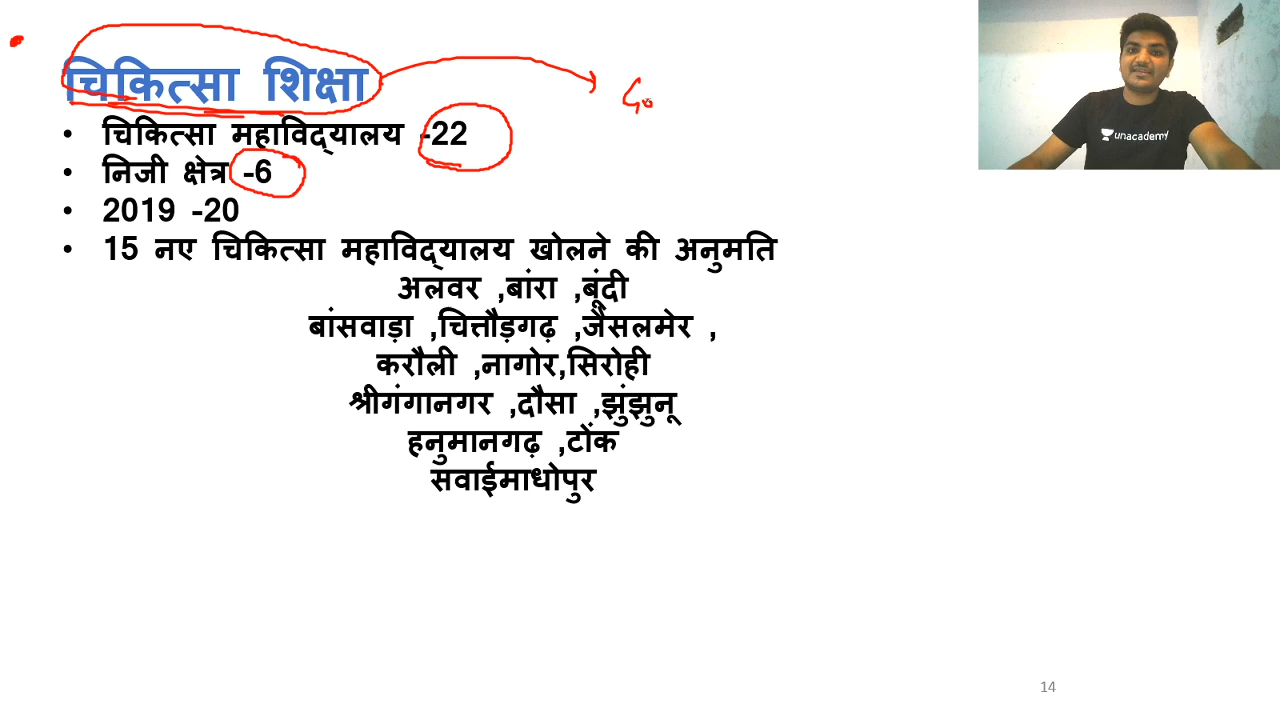 चिकित्सा शिक्षा
• चिकित्सा महाविद्यालय -22
• निजी क्षेत्र -6
• 2019 -20
• 15 नए चिकित्सा महाविद्यालय खोलने की अनुमति
अलवर ,बांरा ,बूंदी
बांसवाड़ा ,चित्तौड़गढ़ ,जैसलमेर ,
करौली ,नागोर,सिरोही
श्रीगंगानगर ,दौसा ,झुंझुनू
हनुमानगढ़ ,टोंक
सवाईमाधोपुर
unacademy
14